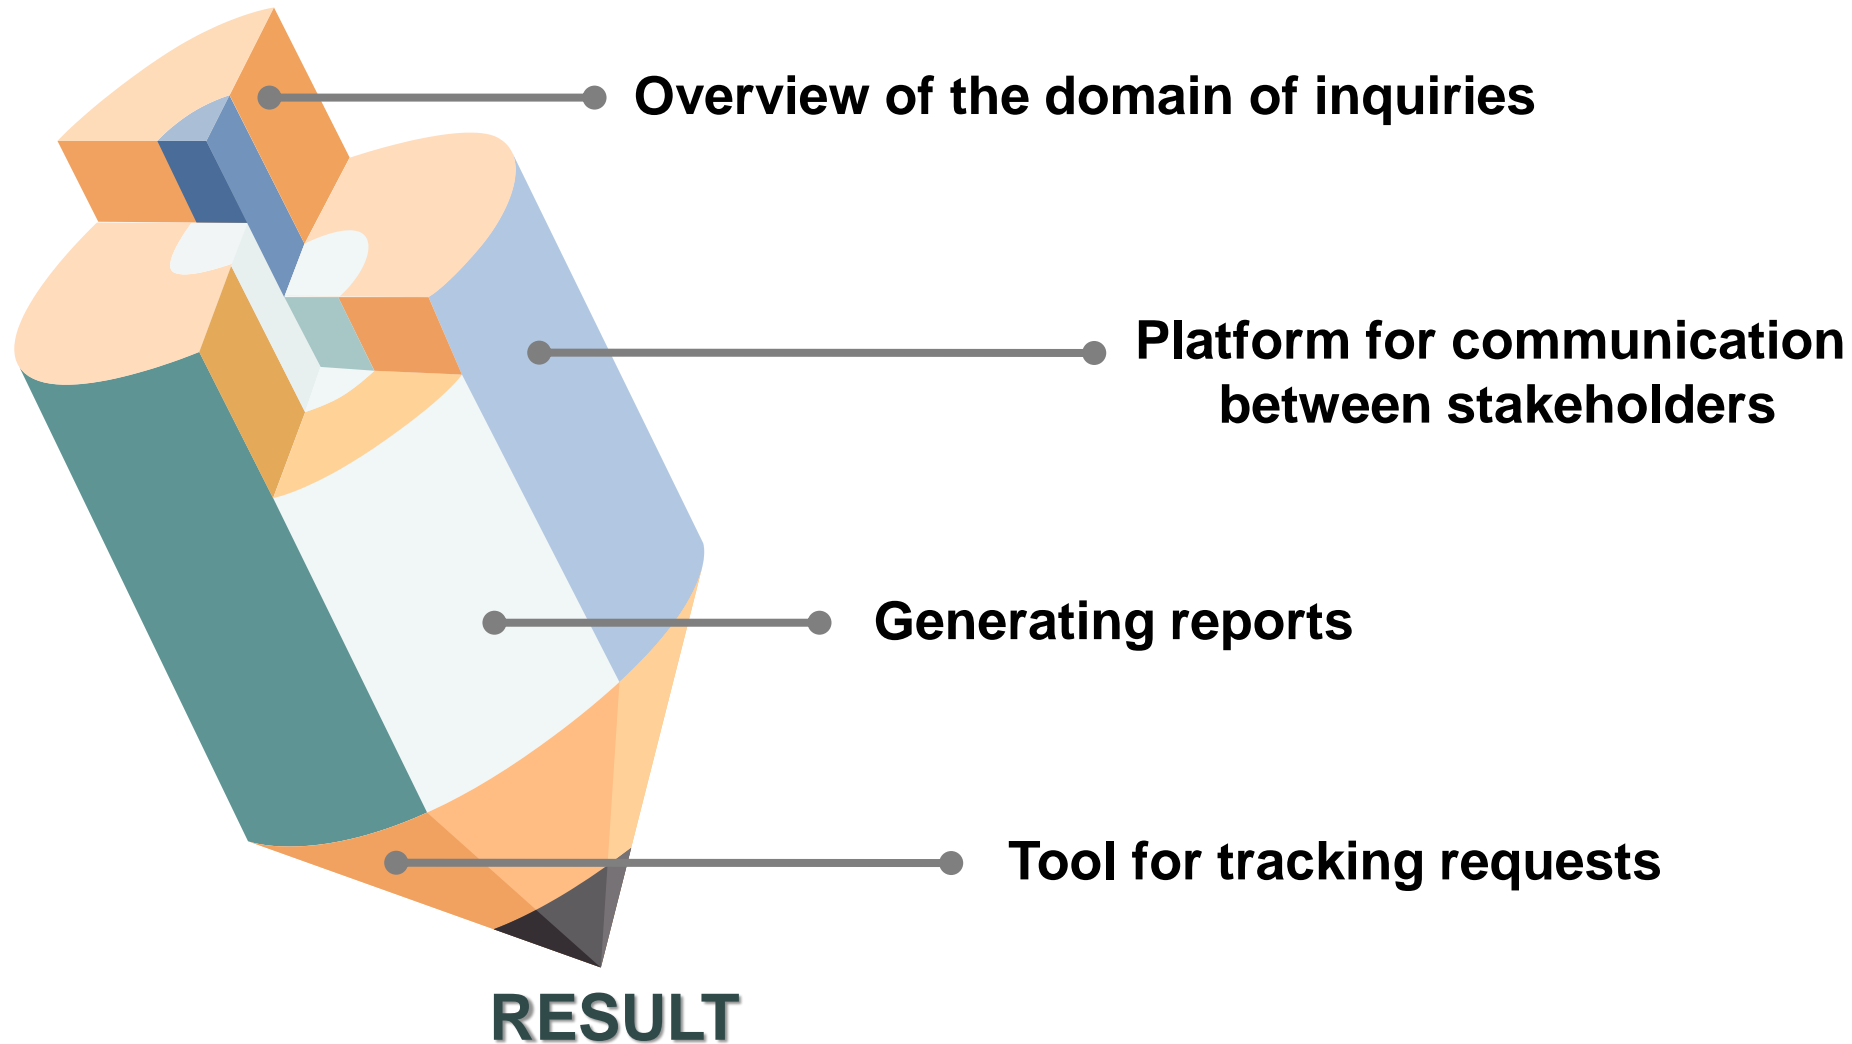 Overview of the domain of inquiries
Platform for communication
between stakeholders
Generating reports
Tool for tracking requests
RESULT